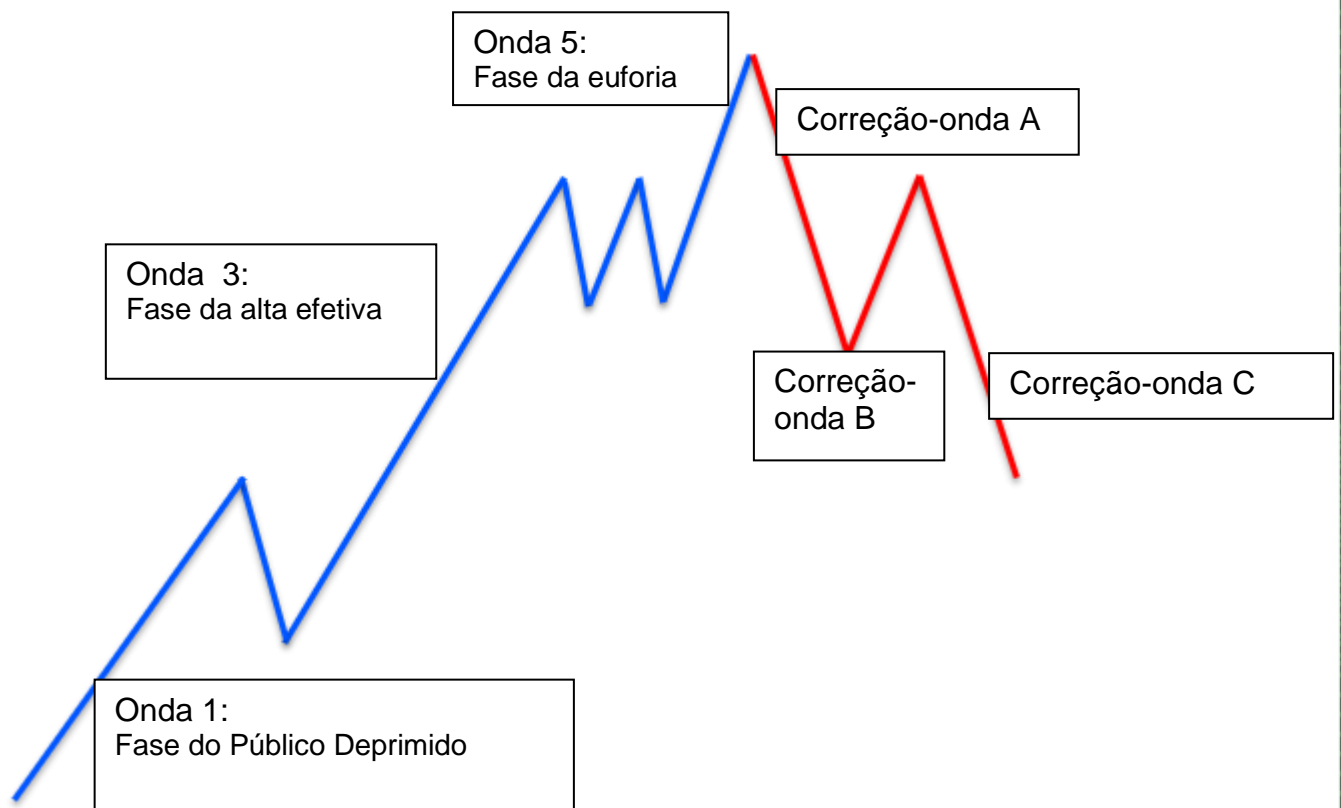 Onda 5:
Fase da euforia
Correção-onda A
Onda  3:
Fase da alta efetiva
Correção-
onda B
Correção-onda C
Onda 1:
Fase do Público Deprimido